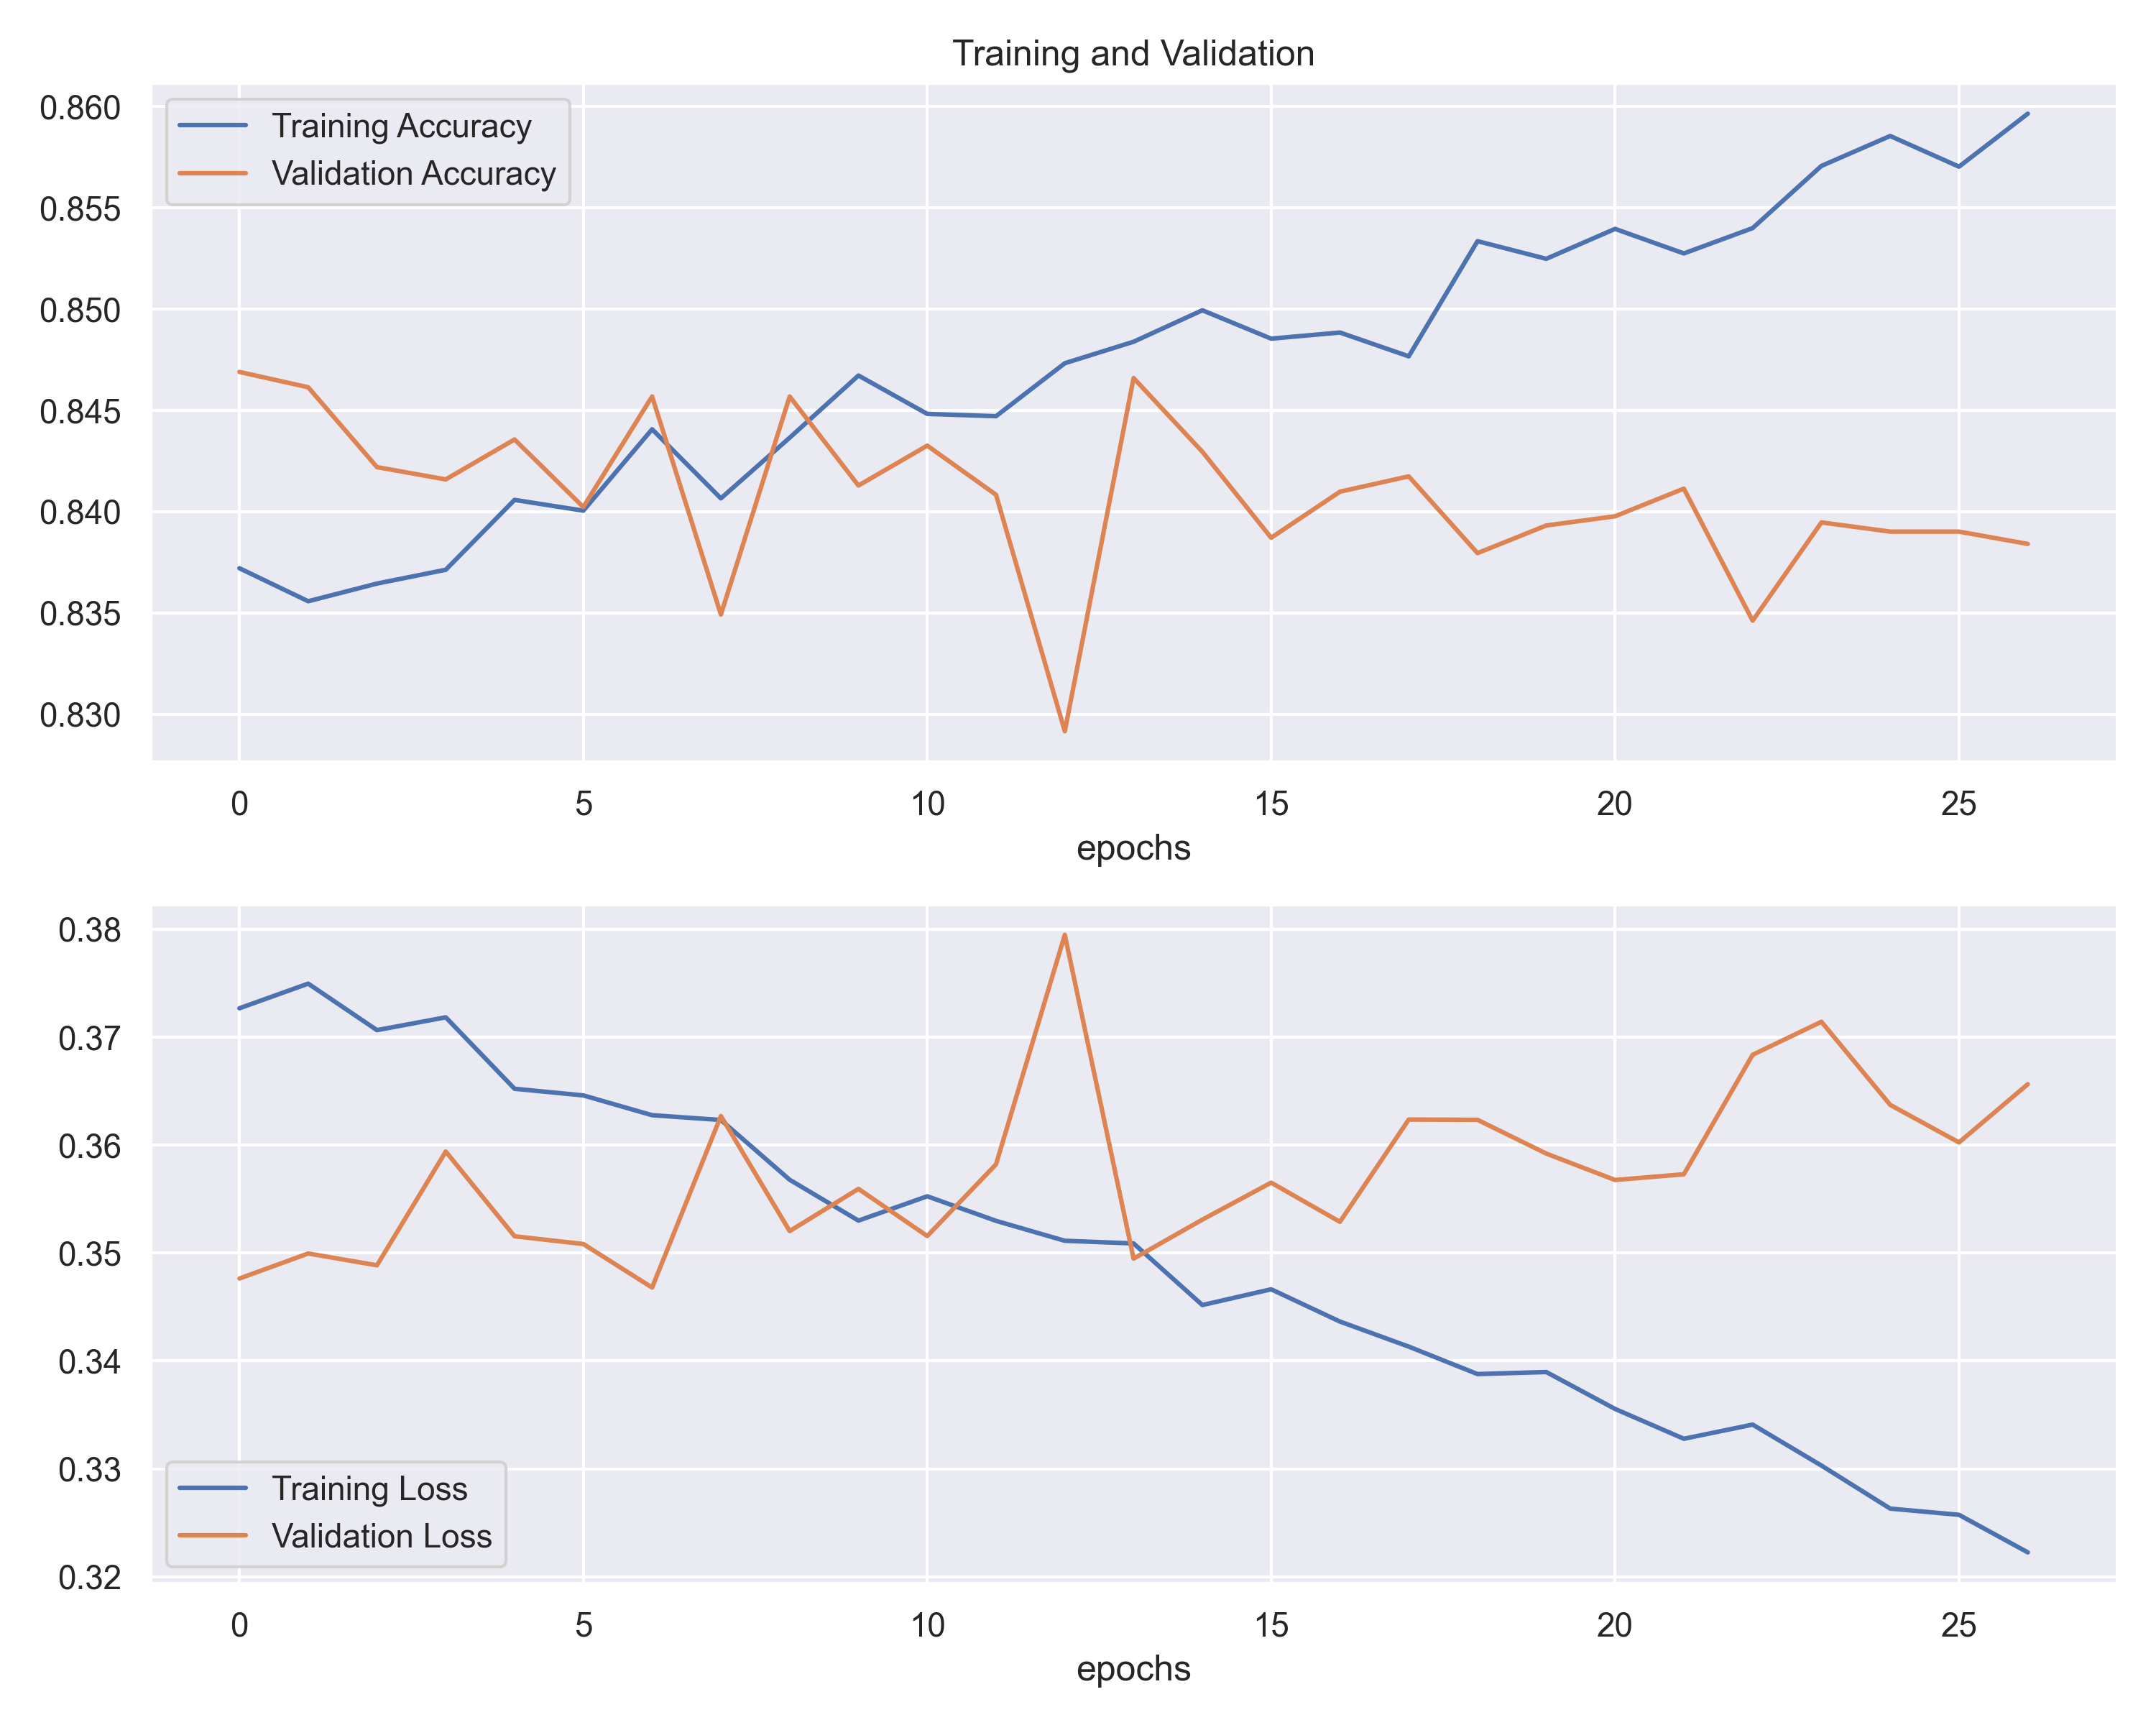 Training and Validation
0.860
0.855
0.850
0.845
0.840
0.835
0.830
Training Accuracy
Validation Accuracy
0 5 10 15 20 25
epochs
0.38
0.37
0.36
0.35
0.34
0.33
0.32
Training Loss
Validation Loss
0 5 10 15 20 25
epochs